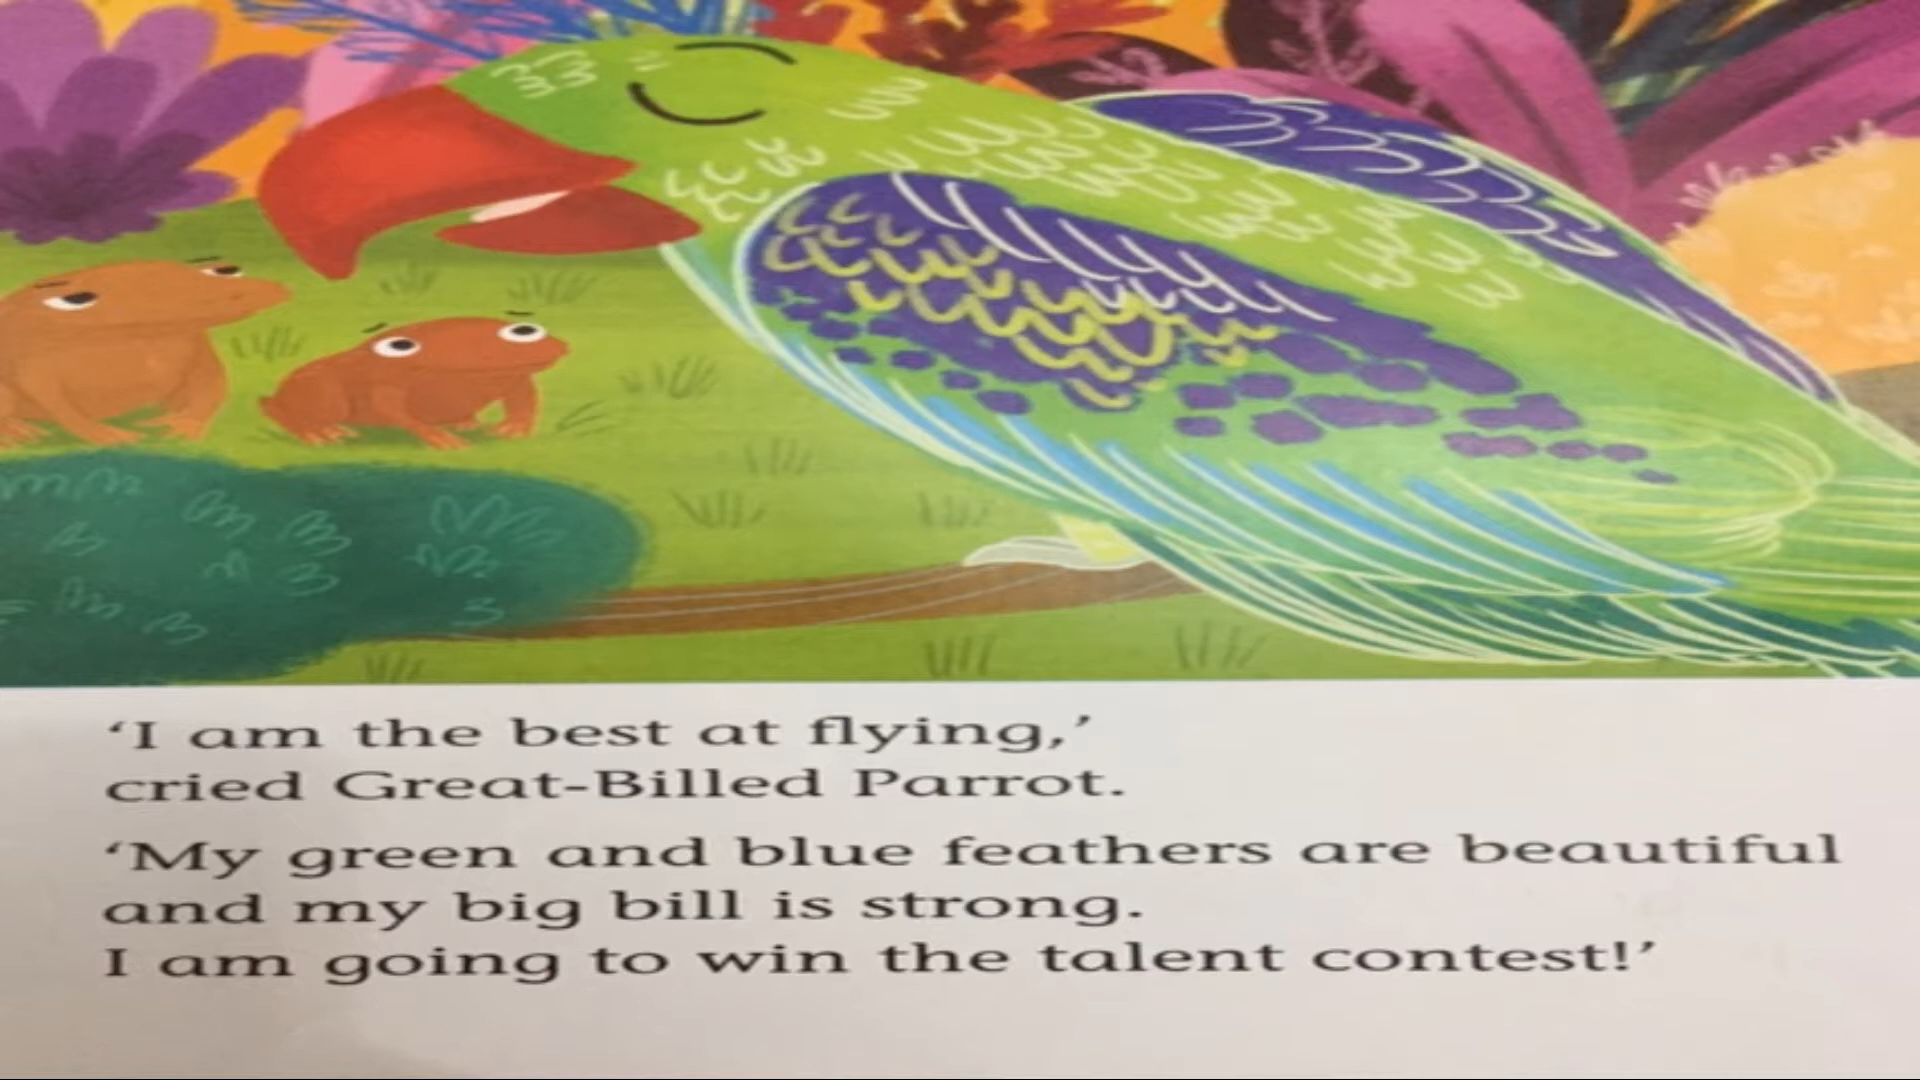 ‘I am the best at flying,’
cried Great-Billed Parrot.
‘My green and blue feathers are beautiful
and my big bill is strong.
I am going to win the talent contest!’